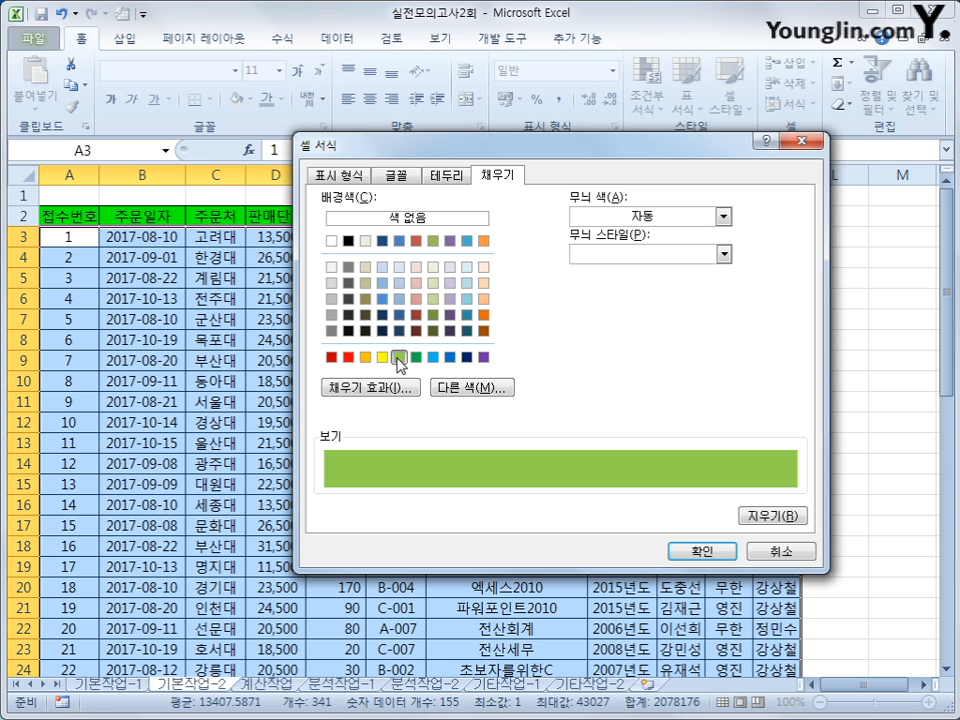 실전모의고사2회 - Microsoft Excel
YoungJin.com Y.
파일 홈 삽입 페이지 레이아웃 수식 데이터 검토 보기 개발 도구 추가 기능
붙여넣기
11
가 가 가
일반
조건부 서식 표 서식 셀 스타일
삽입
삭제
서식
정렬 및 필터 찾기 및 선택
클립보드 글꼴 맞춤 표시 형식 스타일 셀 편집
A3 fx 1
A B C D L M
1
2 접수번호 주문일자 주문처 판매단
3 1 2017-08-10 고려대 13,500
4 2 2017-09-01 한경대 26,500
5 3 2017-08-22 계림대 21,500
6 4 2017-10-13 전주대 21,500
7 5 2017-08-10 군산대 23,500
8 6 2017-10-19 목포대 24,500
9 7 2017-08-20 부산대 20,500
10 8 2017-09-11 동아대 18,500
11 9 2017-08-21 서울대 20,500
12 10 2017-10-14 경상대 19,500
13 11 2017-10-15 울산대 21,500
14 12 2017-09-08 광주대 16,500
15 13 2017-09-09 대원대 22,500
16 14 2017-08-10 세종대 13,500
17 15 2017-08-08 문화대 26,500
18 16 2017-08-22 부산대 31,500
19 17 2017-10-13 명지대 11,500
20 18 2017-08-10 경기대 23,500 170 B-004 엑세스2010 2015년도 도충선 무한 강상철
21 19 2017-08-20 인천대 24,500 90 C-001 파워포인트2010 2015년도 김재근 영진 강상철
22 20 2017-09-11 선문대 20,500 80 A-007 전산회계 2006년도 이선희 무한 정민수
23 21 2017-10-19 호서대 18,500 20 C-007 전산세무 2008년도 강민성 영진 강상철
24 22 2017-08-12 강릉대 20,500 30 B-002 초보자를위한C 2007년도 유재석 영진 강상철
셀 서식
표시 형식 글꼴 테두리 채우기
배경색(C):
색 없음
무늬 색(A):
자동
무늬 스타일(P):
채우기 효과(I)... 다른 색(M)...
보기
지우기(R)
확인 취소
기본작업-1 기본작업-2 계산작업 분석작업-1 분석작업-2 기타작업-1 기타작업-2
준비 평균: 13407.5871 개수: 341 숫자 데이터 개수: 155 최소값: 1 최대값: 43027 합계: 2078176 100%